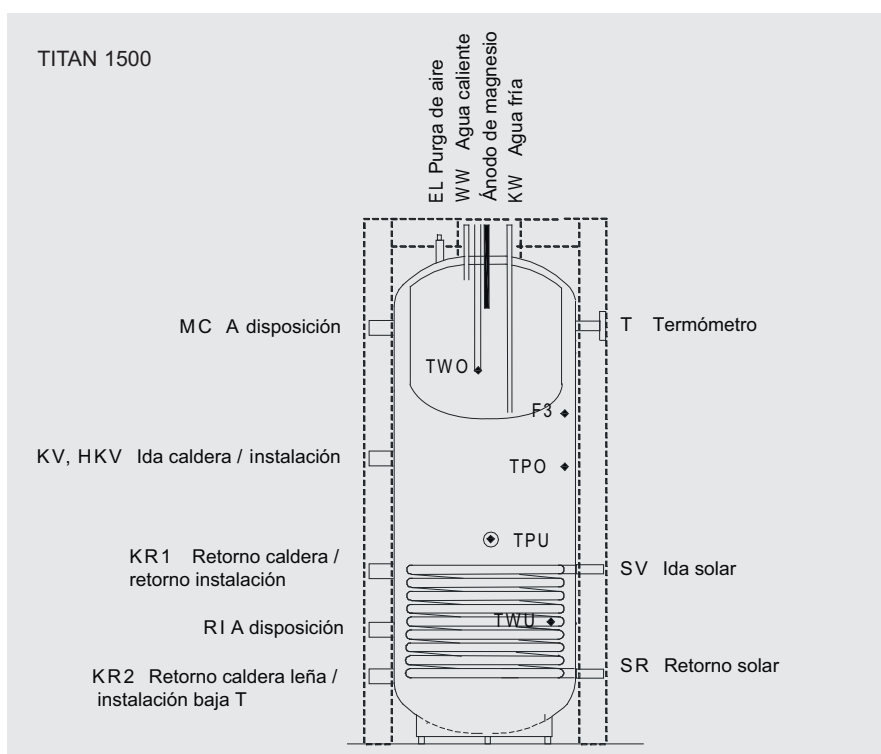 TITAN 1500
EL Purga de aire
WW Agua caliente
Ánodo de magnesio
KW Agua fría
MC A disposición
T Termómetro
TWO
F3
KV, HKV Ida caldera / instalación
TPO
TPU
KR1 Retorno caldera /
retorno instalación
SV Ida solar
TWU
RI A disposición
KR2 Retorno caldera leña /
instalación baja T
SR Retorno solar